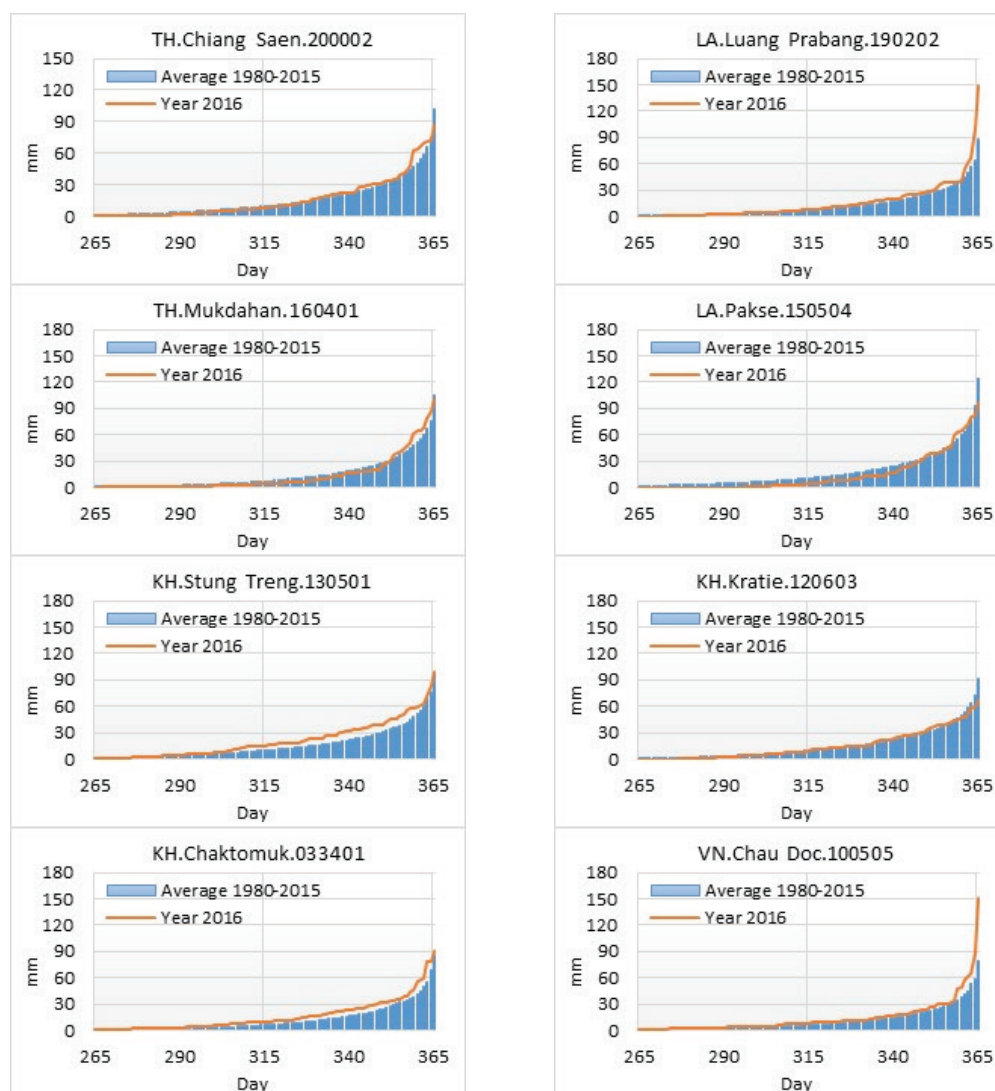 TH.Chiang Saen.200002
150
120
90
60
30
0
mm
Average 1980-2015
Year 2016
265 290 315 340 365
Day
LA.Luang Prabang.190202
180
150
120
90
60
30
0
mm
Average 1980-2015
Year 2016
265 290 315 340 365
Day
TH.Mukdahan.160401
180
150
120
90
60
30
0
mm
Average 1980-2015
Year 2016
265 290 315 340 365
Day
LA.Pakse.150504
180
150
120
90
60
30
0
mm
Average 1980-2015
Year 2016
265 290 315 340 365
Day
KH.Stung Treng.130501
180
150
120
90
60
30
0
mm
Average 1980-2015
Year 2016
265 290 315 340 365
Day
KH.Kratie.120603
180
150
120
90
60
30
0
mm
Average 1980-2015
Year 2016
265 290 315 340 365
Day
KH.Chaktomuk.033401
180
150
120
90
60
30
0
mm
Average 1980-2015
Year 2016
265 290 315 340 365
Day
VN.Chau Doc.100505
180
150
120
90
60
30
0
mm
Average 1980-2015
Year 2016
265 290 315 340 365
Day